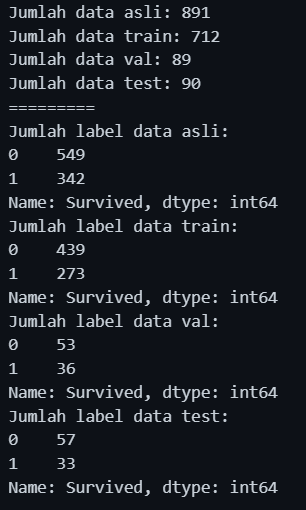 Jumlah data asli: 891
Jumlah data train: 712
Jumlah data val: 89
Jumlah data test: 90
=========
Jumlah label data asli:
0    549
1    342
Name: Survived, dtype: int64
Jumlah label data train:
0    439
1    273
Name: Survived, dtype: int64
Jumlah label data val:
0    53
1    36
Name: Survived, dtype: int64
Jumlah label data test:
0    57
1    33
Name: Survived, dtype: int64